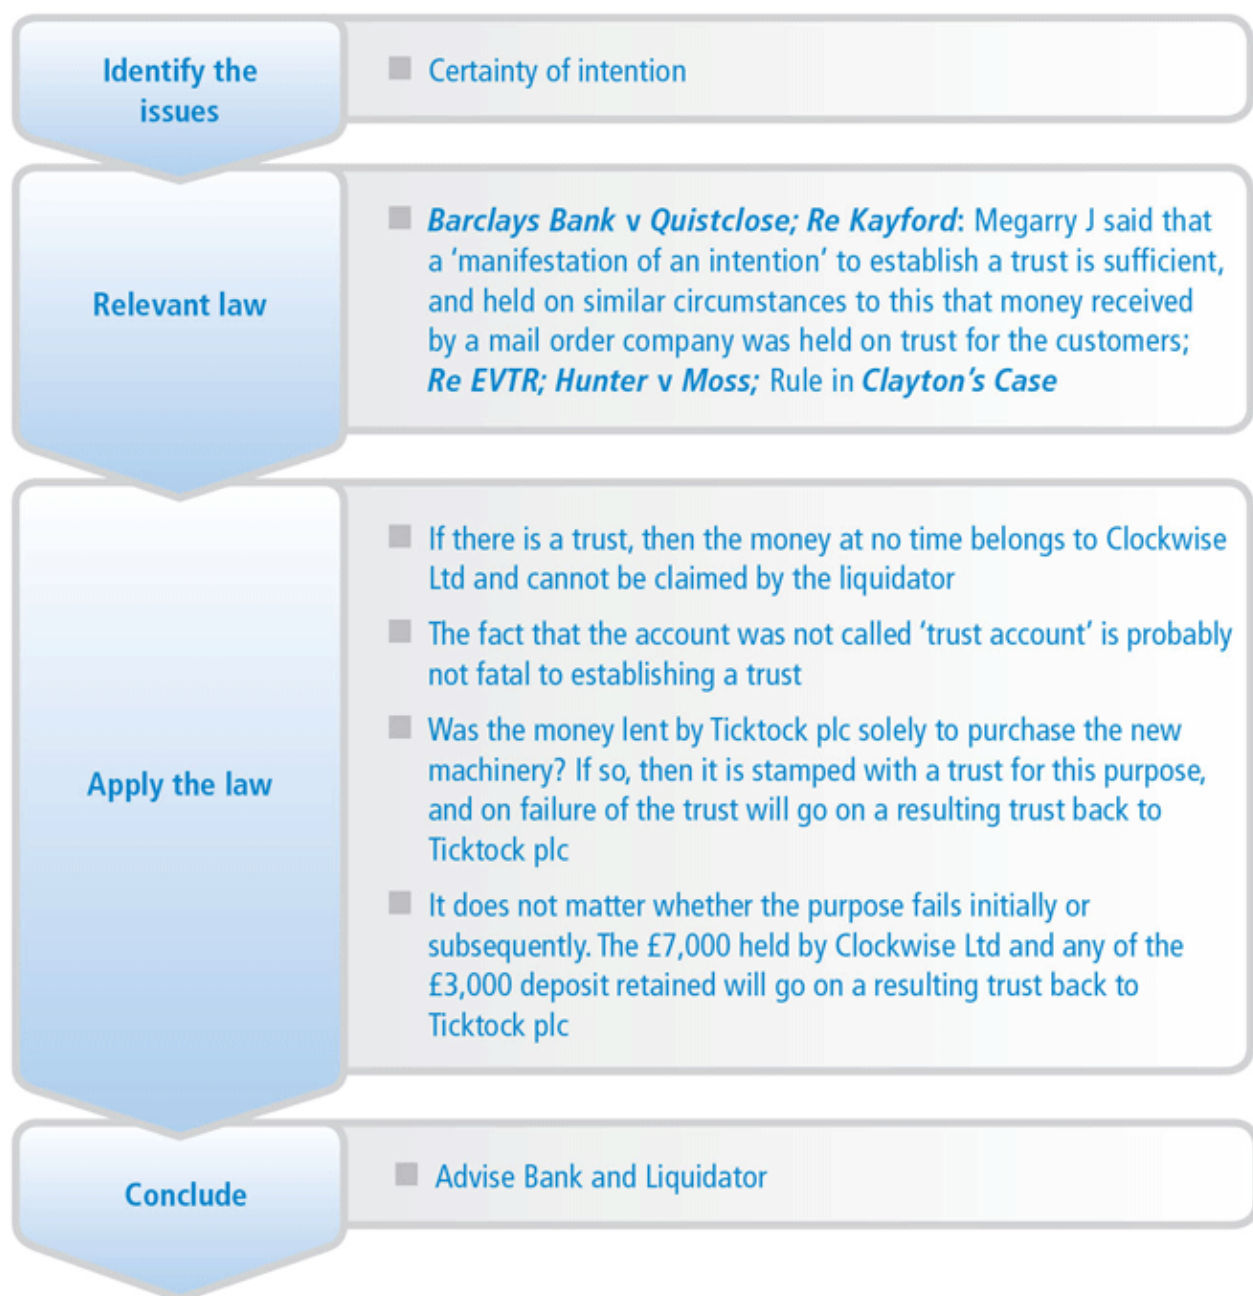 Identify the
issues
Certainty of intention
Relevant law
Barclays Bank v Quistclose; Re Kayford: Megarry J said that
a ‘manifestation of an intention’ to establish a trust is sufficient,
and held on similar circumstances to this that money received
by a mail order company was held on trust for the customers;
Re EVTR; Hunter v Moss; Rule in Clayton’s Case
Apply the law
If there is a trust, then the money at no time belongs to Clockwise
Ltd and cannot be claimed by the liquidator
The fact that the account was not called ‘trust account’ is probably
not fatal to establishing a trust
Was the money lent by Ticktock plc solely to purchase the new
machinery? If so, then it is stamped with a trust for this purpose,
and on failure of the trust will go on a resulting trust back to
Ticktock plc
It does not matter whether the purpose fails initially or
subsequently. The £7,000 held by Clockwise Ltd and any of the
£3,000 deposit retained will go on a resulting trust back to
Ticktock plc
Conclude
Advise Bank and Liquidator